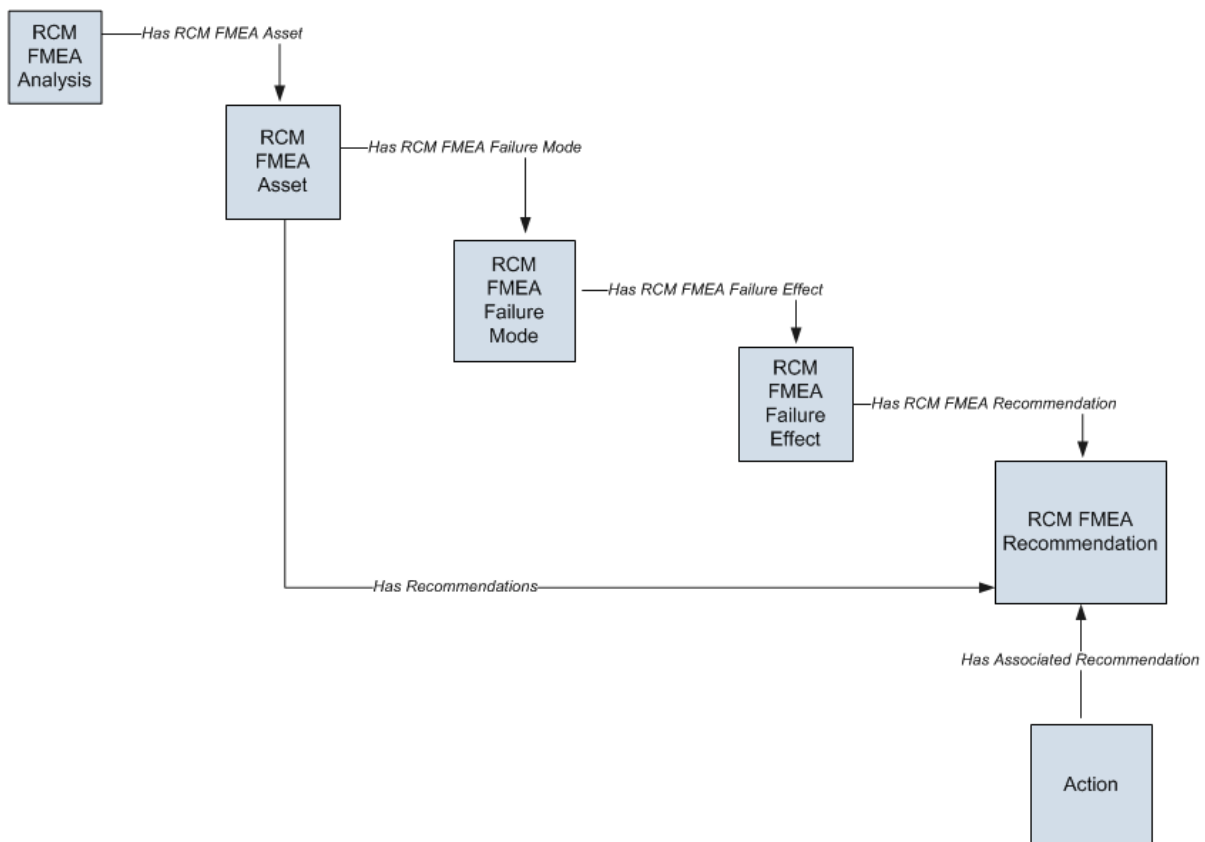 RCM
FMEA
Analysis
Has RCM FMEA Asset
RCM
FMEA
Asset
Has RCM FMEA Failure Mode
RCM
FMEA
Failure
Mode
Has RCM FMEA Failure Effect
RCM
FMEA
Failure
Effect
Has RCM FMEA Recommendation
RCM FMEA
Recommendation
Has Recommendations
Has Associated Recommendation
Action